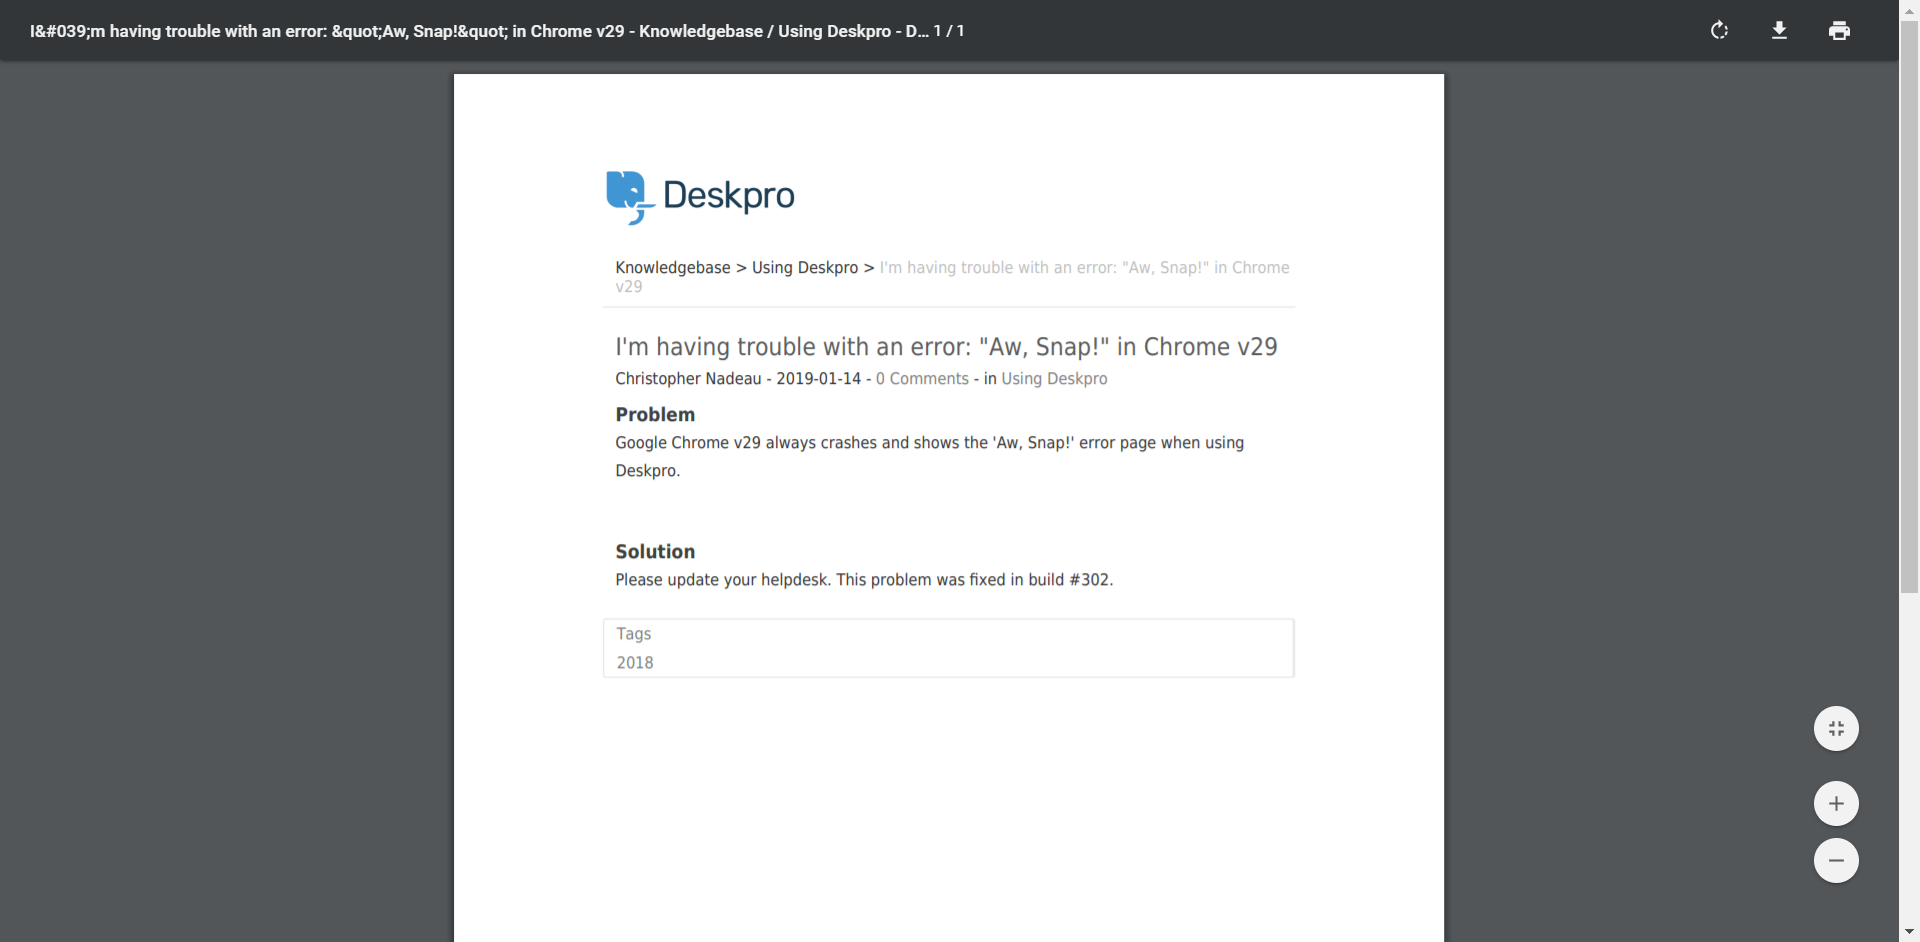 I&#039;m having trouble with an error: &quot;Aw, Snap!&quot; in Chrome v29 - Knowledgebase / Using Deskpro - D... 1 / 1
Deskpro
Knowledgebase > Using Deskpro > I'm having trouble with an error: "Aw, Snap!" in Chrome
v29
I'm having trouble with an error: "Aw, Snap!" in Chrome v29
Christopher Nadeau - 2019-01-14 - 0 Comments - in Using Deskpro
Problem
Google Chrome v29 always crashes and shows the 'Aw, Snap!' error page when using
Deskpro.
Solution
Please update your helpdesk. This problem was fixed in build #302.
Tags
2018